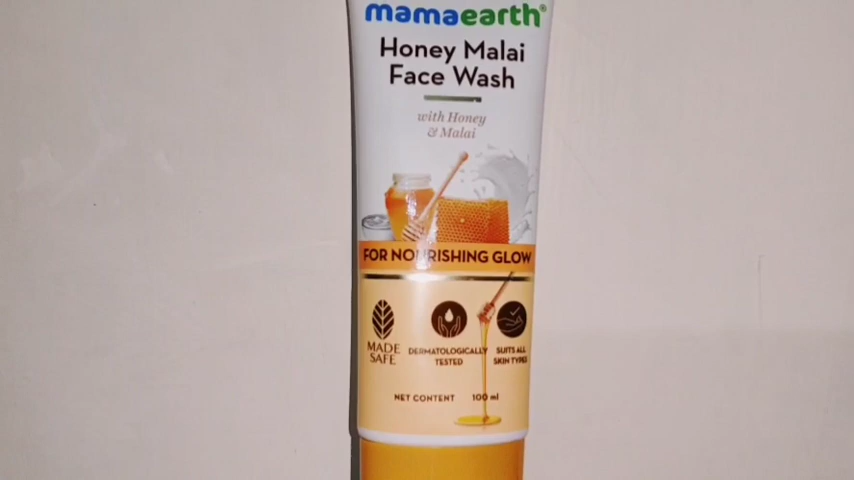 mamaearth®
Honey Malai
Face Wash
with Honey
& Malai
FOR NOURISHING GLOW
MADE
SAFE
DERMATOLOGICALLY
TESTED
SUITS ALL
SKIN TYPES
NET CONTENT 100 ml